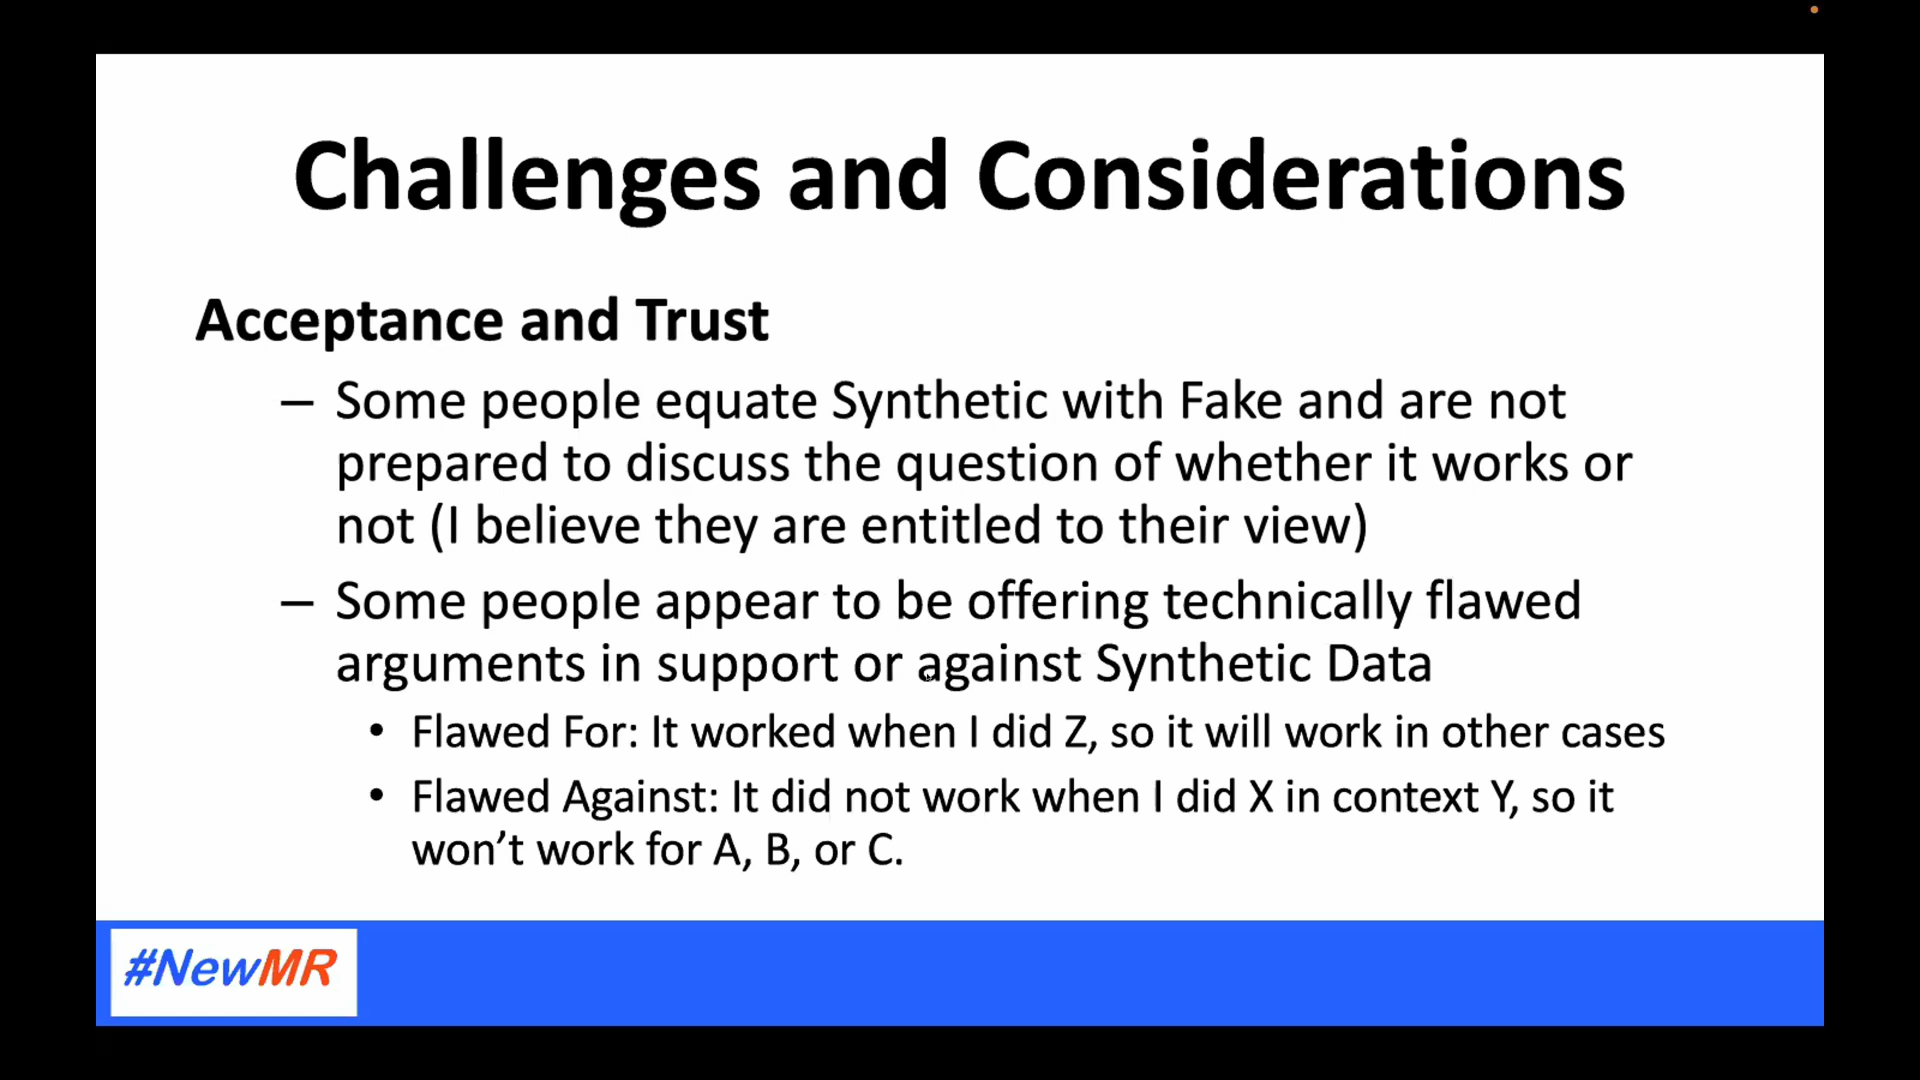 Challenges and Considerations
Acceptance and Trust
– Some people equate Synthetic with Fake and are not
prepared to discuss the question of whether it works or
not (I believe they are entitled to their view)
– Some people appear to be offering technically flawed
arguments in support or against Synthetic Data
• Flawed For: It worked when I did Z, so it will work in other cases
• Flawed Against: It did not work when I did X in context Y, so it
won’t work for A, B, or C.
#NewMR